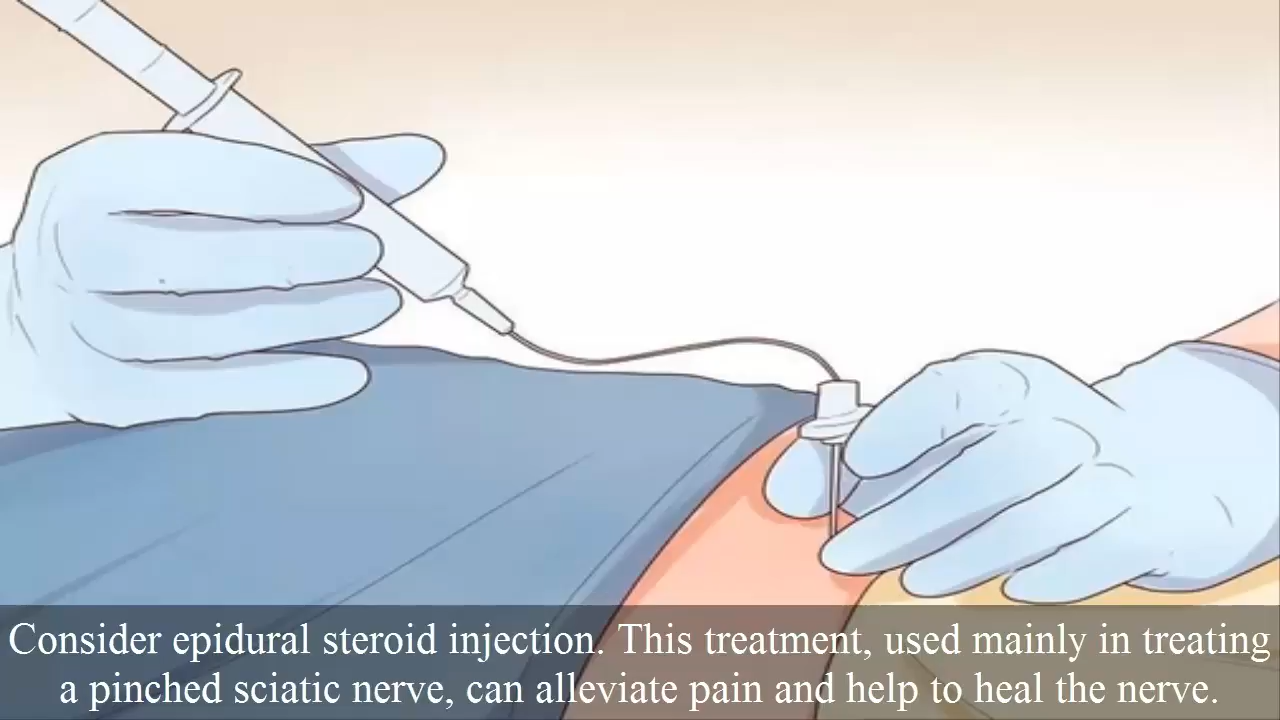 Consider epidural steroid injection. This treatment, used mainly in treating
a pinched sciatic nerve, can alleviate pain and help to heal the nerve.